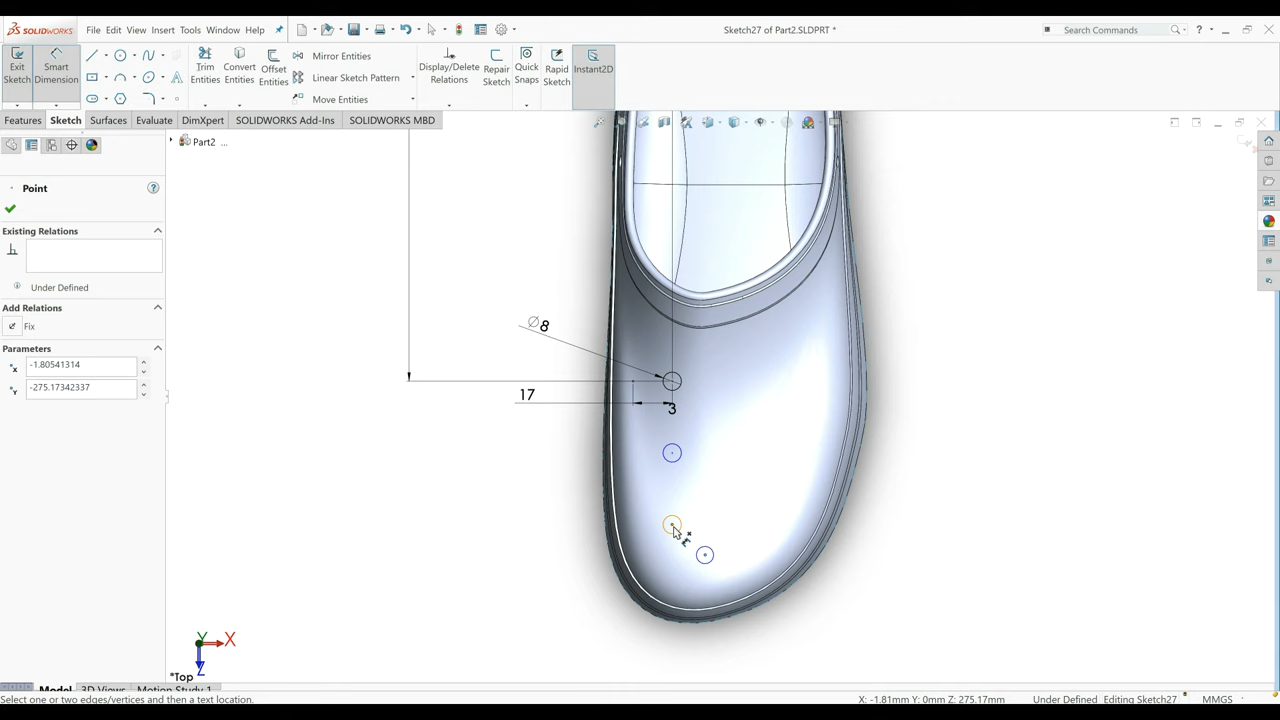 SOLIDWORKS File Edit View Insert Tools Window Help Sketch27 of Part2.SLDPRT * Search Commands ?
Exit Sketch Smart Dimension Trim Entities Convert Entities Offset Entities Mirror Entities Linear Sketch Pattern Move Entities Display/Delete Relations Repair Sketch Quick Snaps Rapid Sketch Instant2D
Features Sketch Surfaces Evaluate DimXpert SOLIDWORKS Add-Ins SOLIDWORKS MBD
Part2 ...
Point ?
Existing Relations
Under Defined
Add Relations
Fix
Parameters
X -1.80541314
Y -275.17342337
∅8
17
3
Y X
Z
*Top
Model 3D Views Motion Study 1
Select one or two edges/vertices and then a text location. X: -1.81mm Y: 0mm Z: 275.17mm Under Defined Editing Sketch27 MMGS